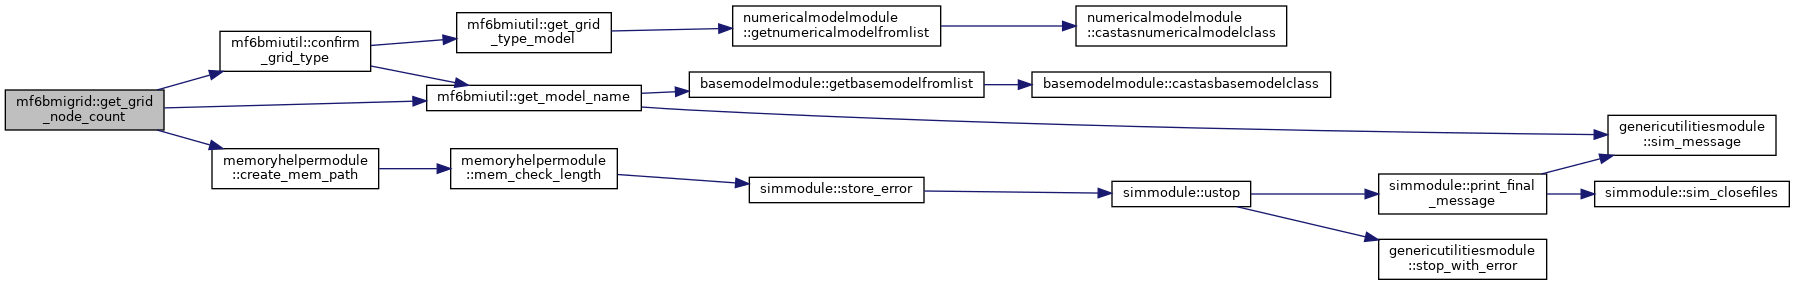 mf6bmigrid::get_grid
_node_count
mf6bmiutil::confirm
_grid_type
mf6bmiutil::get_grid
_type_model
numericalmodelmodule
::getnumericalmodelfromlist
numericalmodelmodule
::castasnumericalmodelclass
mf6bmiutil::get_model_name
basemodelmodule::getbasemodelfromlist
basemodelmodule::castasbasemodelclass
genericutilitiesmodule
::sim_message
memoryhelpermodule
::create_mem_path
memoryhelpermodule
::mem_check_length
simmodule::store_error
simmodule::ustop
simmodule::print_final
_message
simmodule::sim_closefiles
genericutilitiesmodule
::stop_with_error